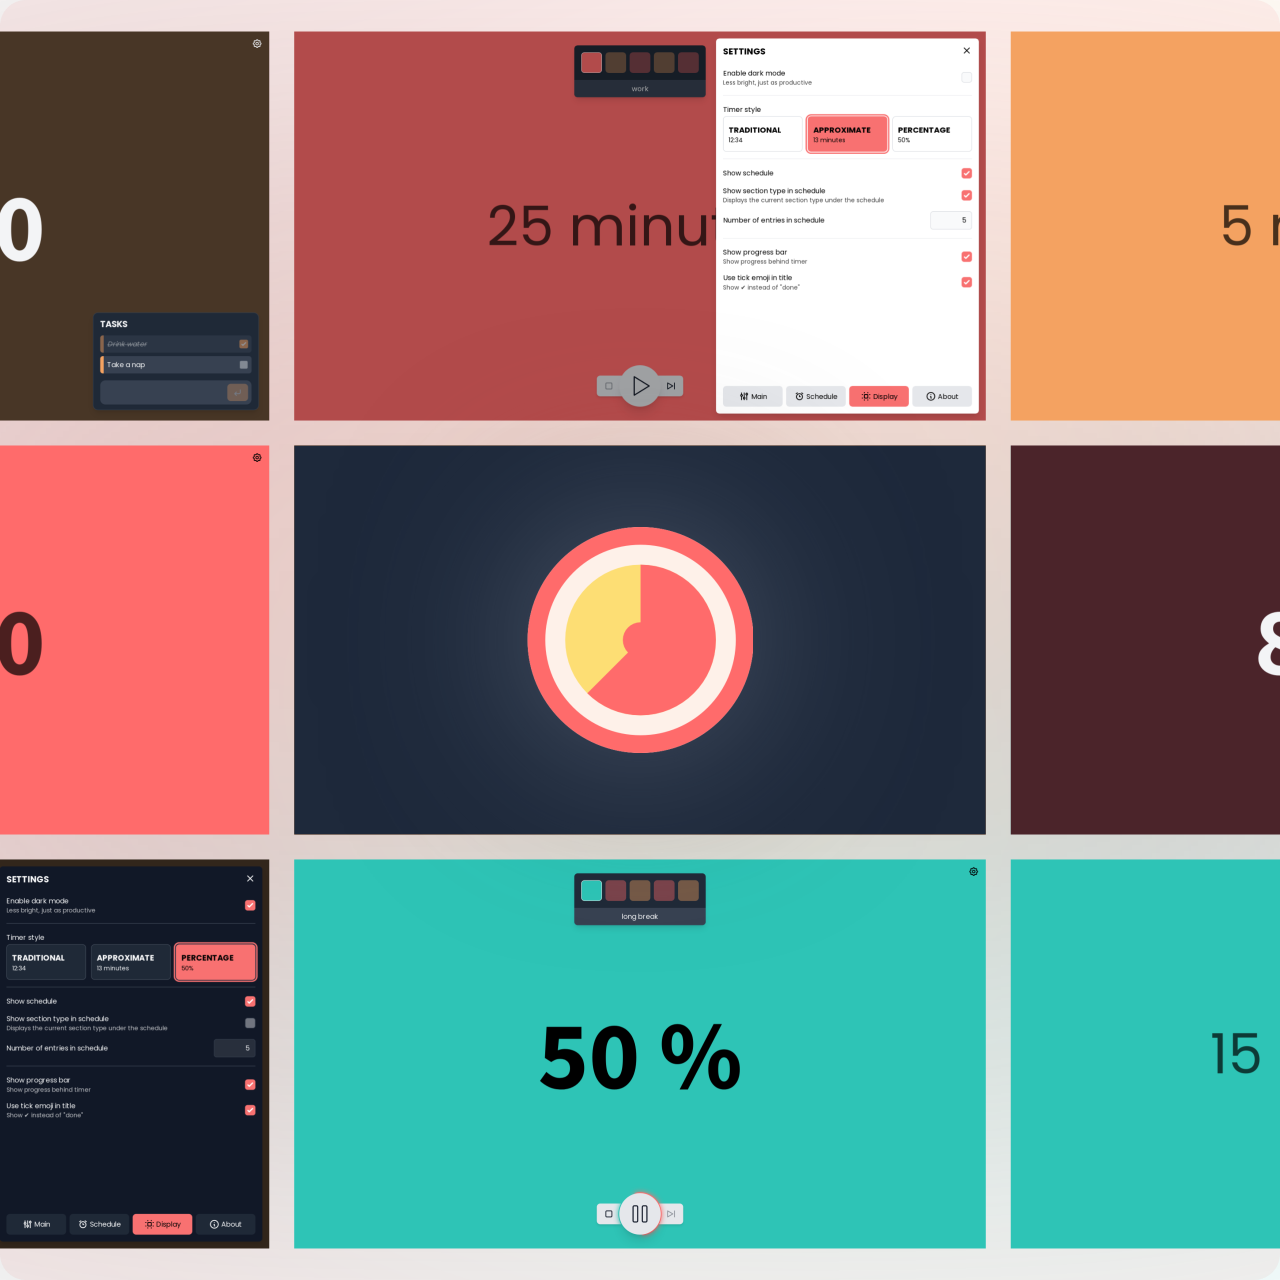 0
TASKS
Drink water
Take a nap
work
25 minu
SETTINGS
Enable dark mode
Less bright, just as productive
Timer style
TRADITIONAL
12:34
APPROXIMATE
13 minutes
PERCENTAGE
50%
Show schedule
Show section type in schedule
Displays the current section type under the schedule
Number of entries in schedule
5
Show progress bar
Show progress behind timer
Use tick emoji in title
Show ✔ instead of "done"
Main
Schedule
Display
About
5
0
8
SETTINGS
Enable dark mode
Less bright, just as productive
Timer style
TRADITIONAL
12:34
APPROXIMATE
13 minutes
PERCENTAGE
50%
Show schedule
Show section type in schedule
Displays the current section type under the schedule
Number of entries in schedule
5
Show progress bar
Show progress behind timer
Use tick emoji in title
Show ✔ instead of "done"
Main
Schedule
Display
About
long break
50 %
15